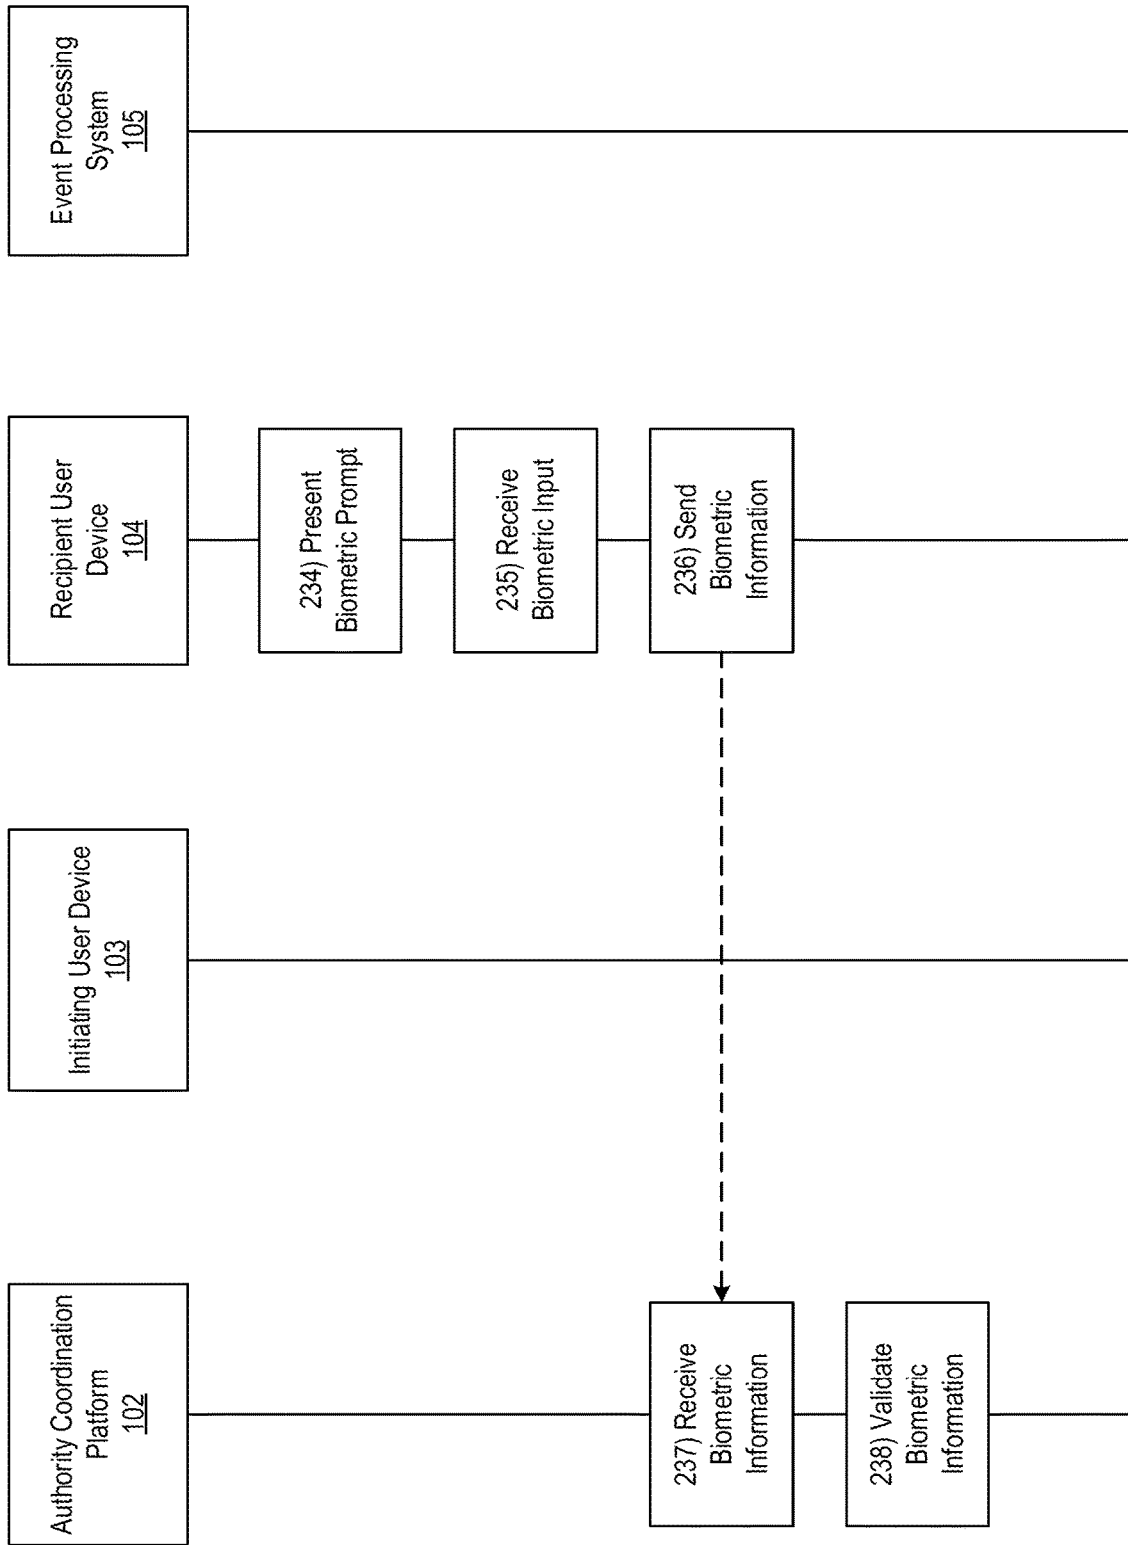 Authority Coordination
Platform
102
Initiating User Device
103
Recipient User
Device
104
Event Processing
System
105
234) Present
Biometric Prompt
235) Receive
Biometric Input
236) Send
Biometric
Information
237) Receive
Biometric
Information
238) Validate
Biometric
Information